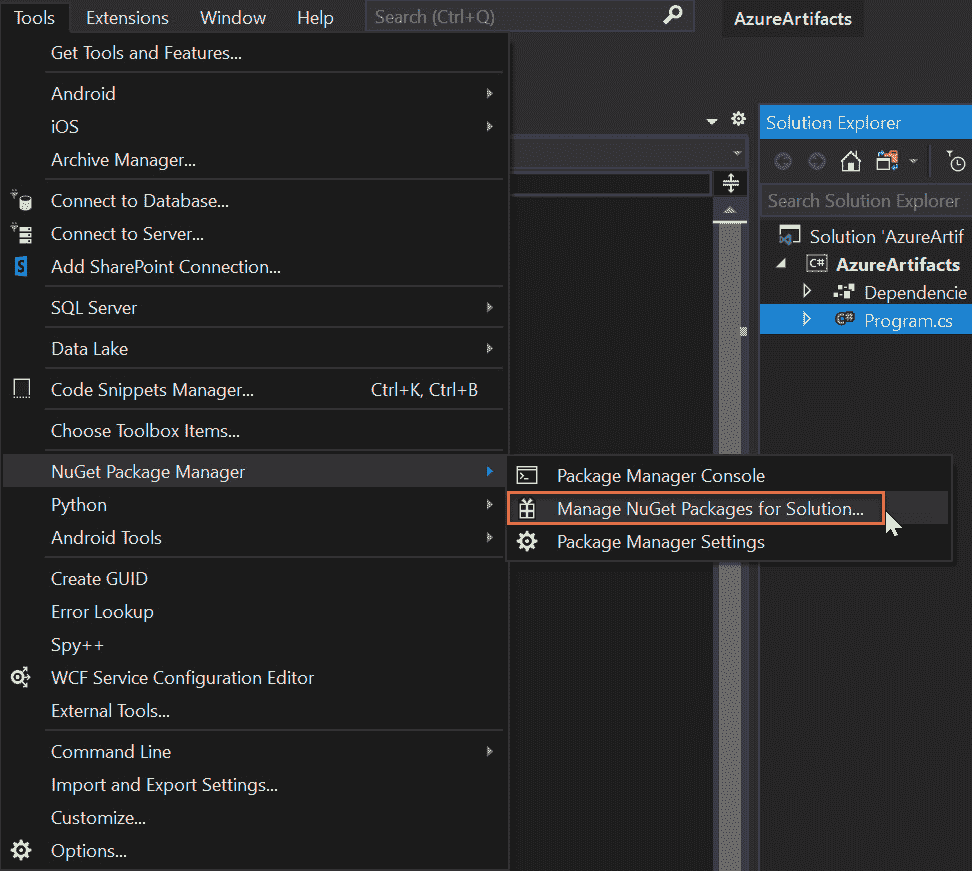 Tools Extensions Window Help Search (Ctrl+Q) AzureArtifacts
Get Tools and Features...
Android
iOS
Archive Manager...
Connect to Database...
Connect to Server...
Add SharePoint Connection...
SQL Server
Data Lake
Code Snippets Manager... Ctrl+K, Ctrl+B
Choose Toolbox Items...
NuGet Package Manager
Python
Android Tools
Create GUID
Error Lookup
Spy++
WCF Service Configuration Editor
External Tools...
Command Line
Import and Export Settings...
Customize...
Options...
Package Manager Console
Manage NuGet Packages for Solution...
Package Manager Settings
Solution Explorer
Search Solution Explorer
Solution 'AzureArtif
C# AzureArtifacts
Dependencie
C# Program.cs